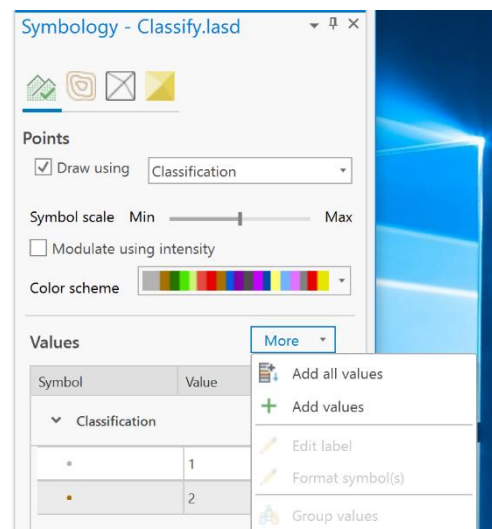 Symbology - Classify.lasd
Points
Draw using Classification
Symbol scale Min Max
Modulate using intensity
Color scheme
Values More
Symbol Value
Add all values
Add values
Classification
Edit label
1
Format symbol(s)
2
Group values